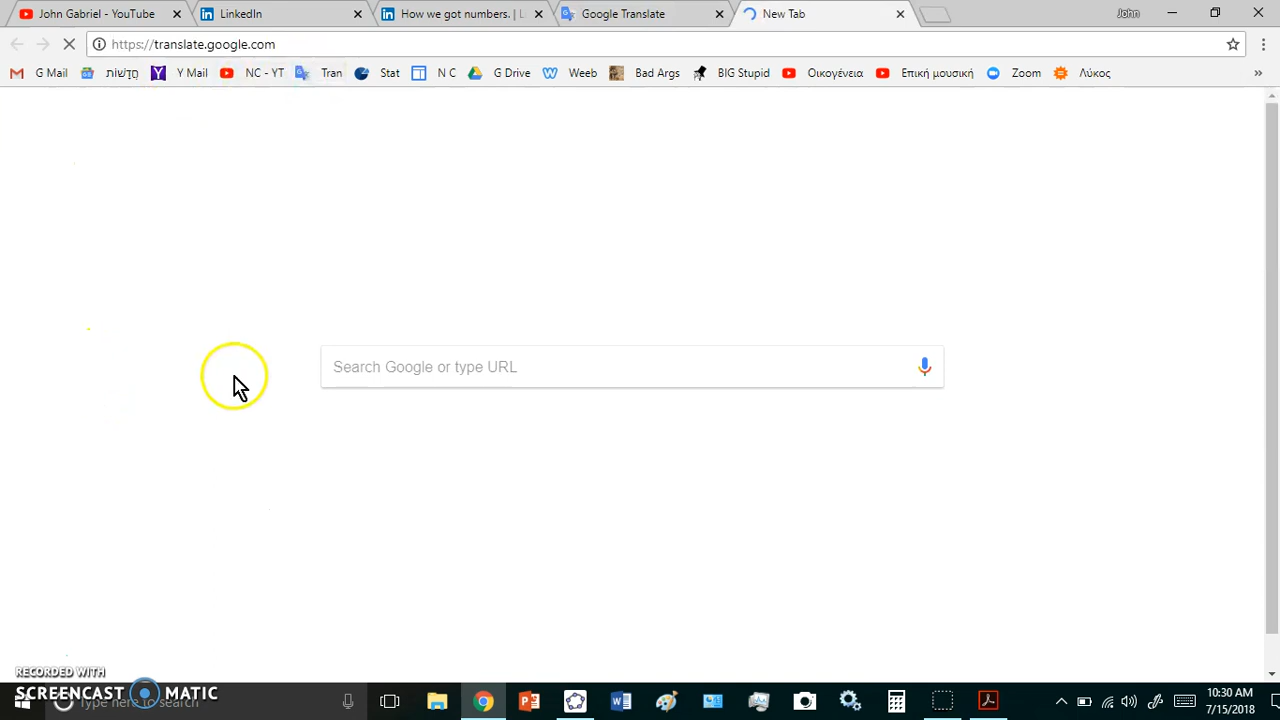 John Gabriel - YouTube
LinkedIn
How we got numbers. | L
Google Translate
New Tab
John
https://translate.google.com
G Mail
חֲדָשׁוֹת
Y Mail
NC - YT
Tran
Stat
N C
G Drive
Weeb
Bad Args
BIG Stupid
Οικογένεια
Επική μουσική
Zoom
Λύκος
»
Search Google or type URL
RECORDED WITH
SCREENCAST MATIC
Type here to search
10:30 AM
7/15/2018